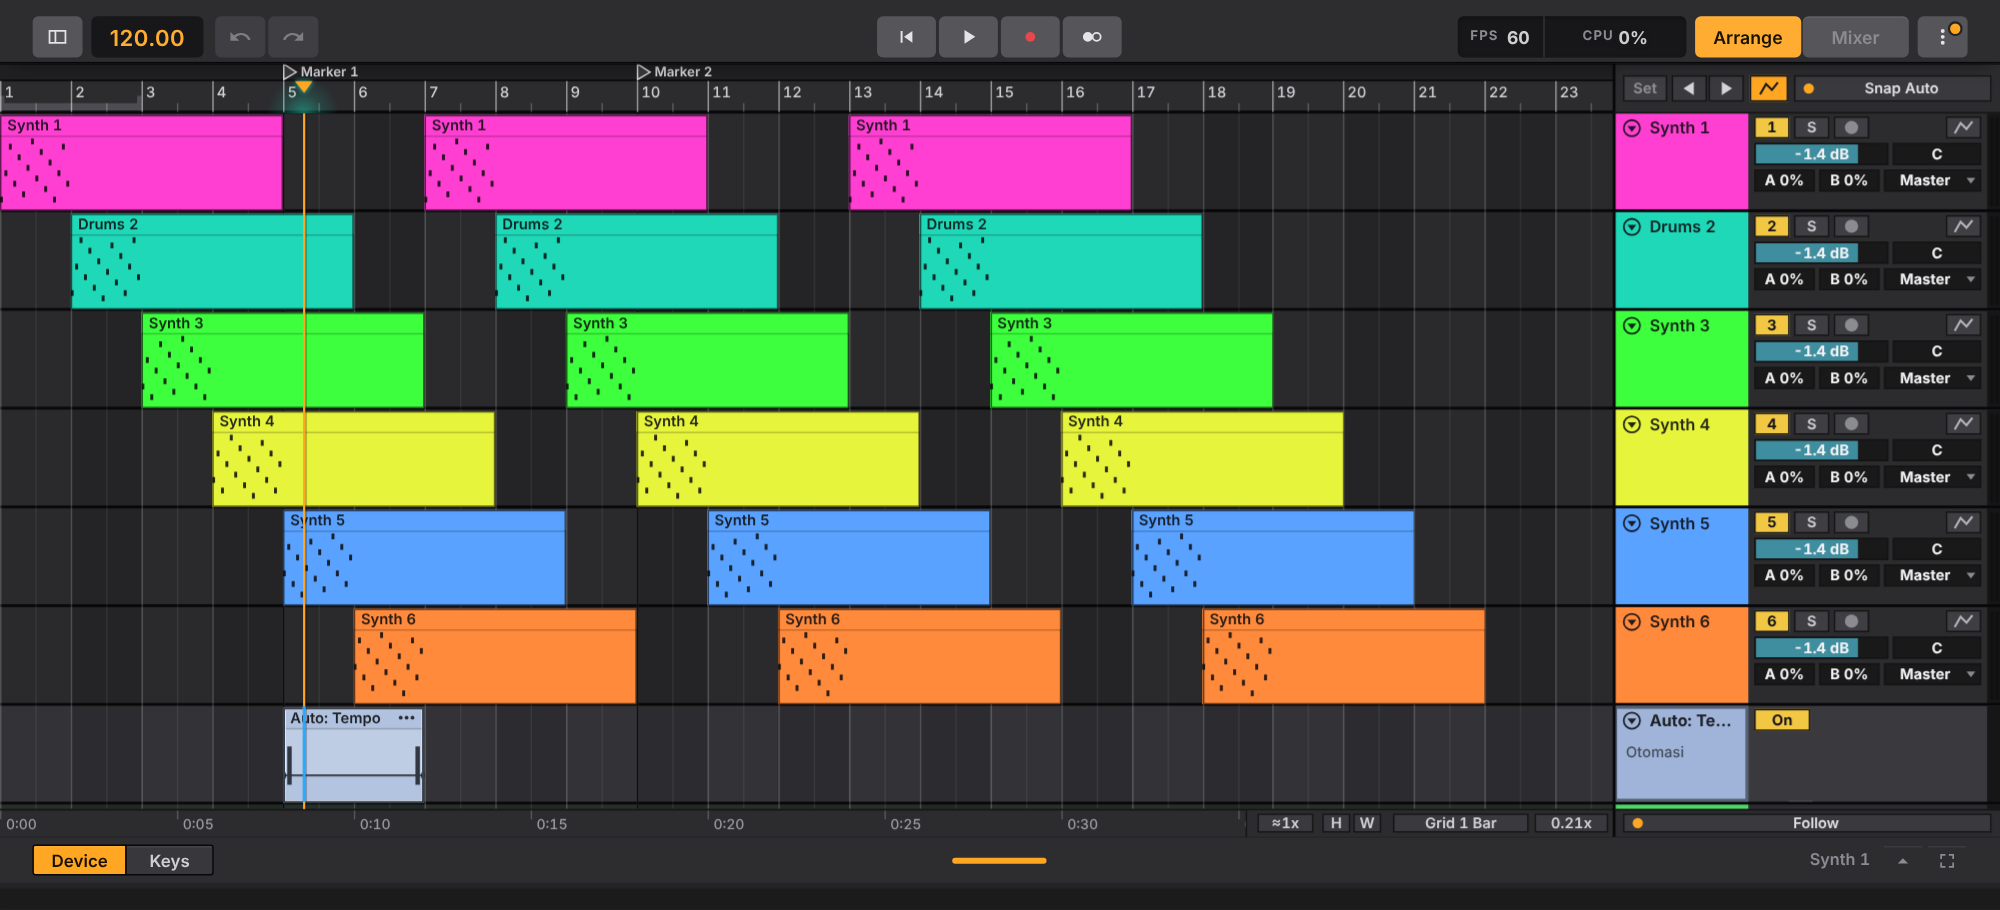 120.00
FPS 60 CPU 0% Arrange Mixer
Marker 1 Marker 2
1 2 3 4 5 6 7 8 9 10 11 12 13 14 15 16 17 18 19 20 21 22 23
Set Snap Auto
Synth 1 Synth 1 Synth 1 Synth 1 1 S
-1.4 dB C
A 0% B 0% Master
Drums 2 Drums 2 Drums 2 Drums 2 2 S
-1.4 dB C
A 0% B 0% Master
Synth 3 Synth 3 Synth 3 Synth 3 3 S
-1.4 dB C
A 0% B 0% Master
Synth 4 Synth 4 Synth 4 Synth 4 4 S
-1.4 dB C
A 0% B 0% Master
Synth 5 Synth 5 Synth 5 Synth 5 5 S
-1.4 dB C
A 0% B 0% Master
Synth 6 Synth 6 Synth 6 Synth 6 6 S
-1.4 dB C
A 0% B 0% Master
Auto: Tempo ••• Auto: Te... On
Otomasi
0:00 0:05 0:10 0:15 0:20 0:25 0:30 ≈1x H W Grid 1 Bar 0.21x Follow
Device Keys Synth 1